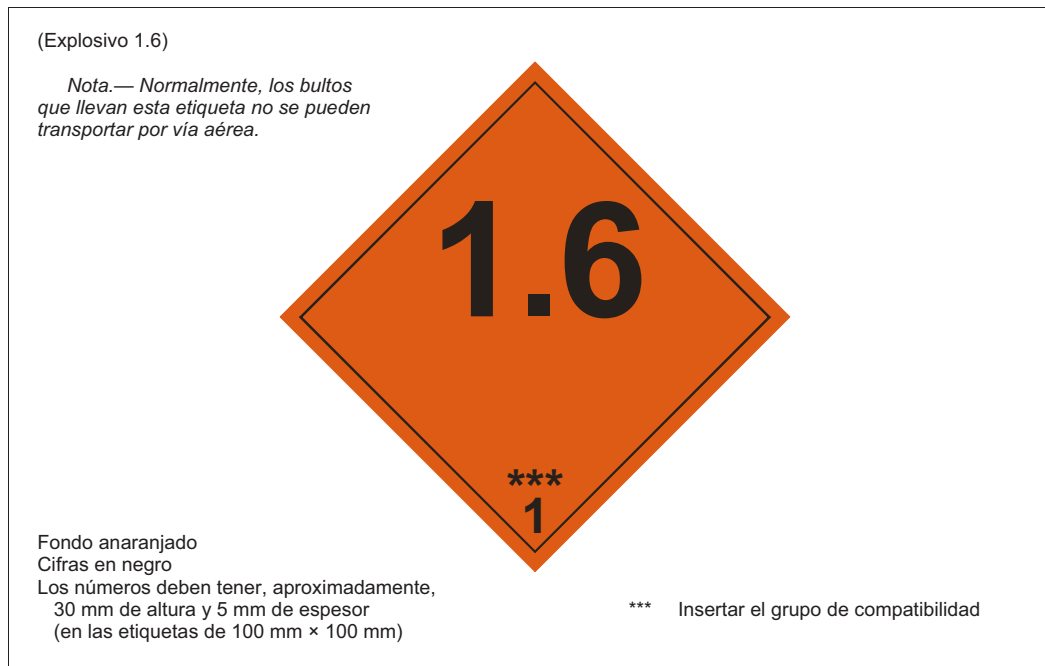 (Explosivo 1.6)
Nota.— Normalmente, los bultos
que llevan esta etiqueta no se pueden
transportar por vía aérea.
1.6
***
1
Fondo anaranjado
Cifras en negro
Los números deben tener, aproximadamente,
30 mm de altura y 5 mm de espesor
(en las etiquetas de 100 mm × 100 mm)
*** Insertar el grupo de compatibilidad